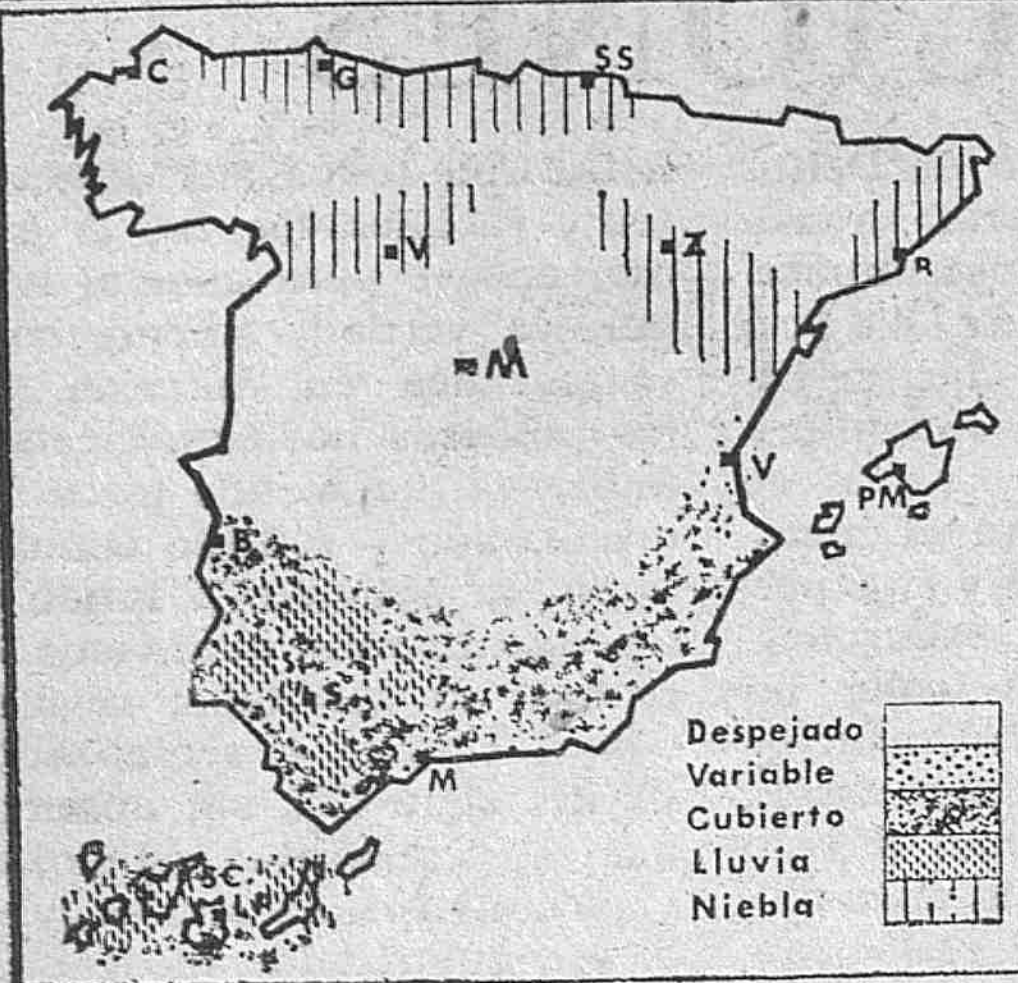 C
G
SS
V
Z
B
M
V
PM
B
S
M
SC
Despejado
Variable
Cubierto
Lluvia
Niebla